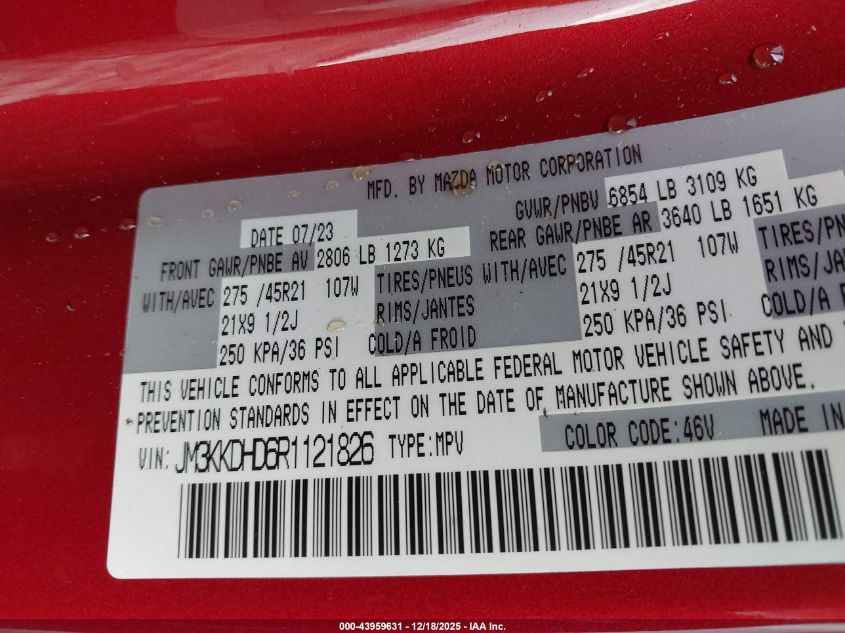 MFD. BY MAZDA MOTOR CORPORATION
DATE 07/23 GVWR/PNBV 6854 LB 3109 KG
FRONT GAWR/PNBE AV 2806 LB 1273 KG REAR GAWR/PNBE AR 3640 LB 1651 KG
WITH/AVEC 275 /45R21 107W TIRES/PNEUS WITH/AVEC 275 /45R21 107W
21X9 1/2J RIMS/JANTES 21X9 1/2J RIMS/JAN
250 KPA/36 PSI COLD/A FROID 250 KPA/36 PSI COLD/A F
THIS VEHICLE CONFORMS TO ALL APPLICABLE FEDERAL MOTOR VEHICLE SAFETY AND
PREVENTION STANDARDS IN EFFECT ON THE DATE OF MANUFACTURE SHOWN ABOVE.
VIN: JM3KKDHD6R1121826 TYPE:MPV COLOR CODE:46V MADE IN
000-43959631 - 12/18/2025 - IAA Inc.